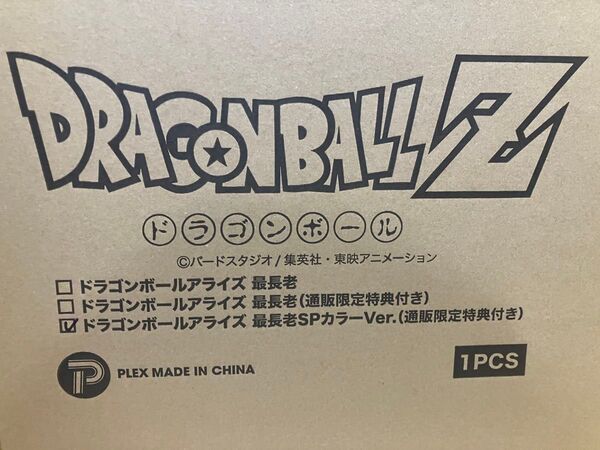 DRAGONBALL Z
ドラゴンボール
©バードスタジオ/集英社・東映アニメーション
ドラゴンボールアライズ 最長老
ドラゴンボールアライズ 最長老(通販限定特典付き)
ドラゴンボールアライズ 最長老SPカラーVer.(通販限定特典付き)
PLEX MADE IN CHINA
1PCS